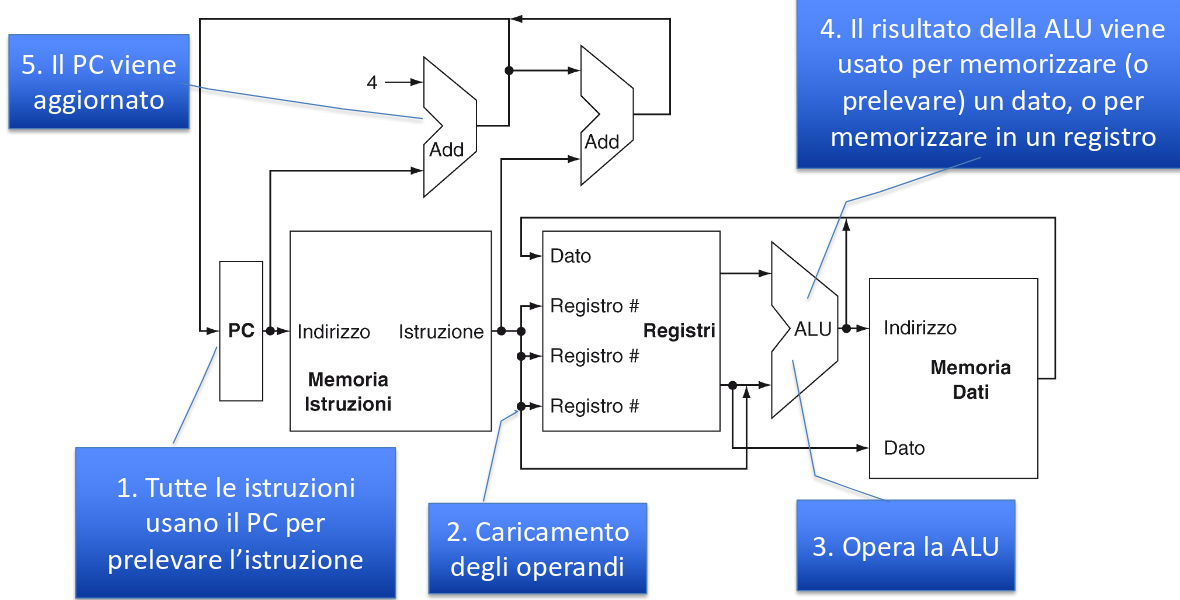 5. Il PC viene
aggiornato
4. Il risultato della ALU viene
usato per memorizzare (o
prelevare) un dato, o per
memorizzare in un registro
4
Add
Add
PC
Indirizzo
Istruzione
Memoria
Istruzioni
Dato
Registro #
Registro #
Registro #
Registri
ALU
Indirizzo
Memoria
Dati
Dato
1. Tutte le istruzioni
usano il PC per
prelevare l’istruzione
2. Caricamento
degli operandi
3. Opera la ALU